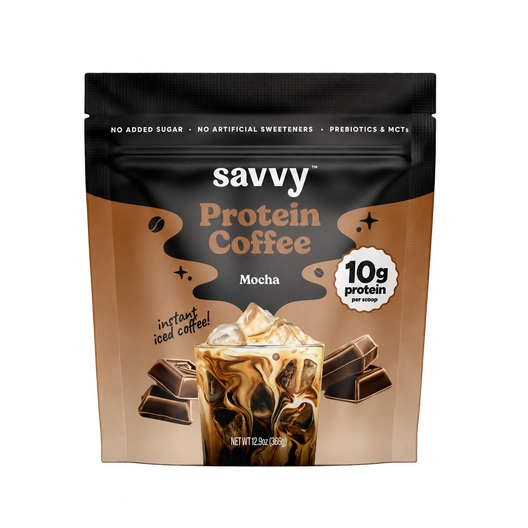 NO ADDED SUGAR • NO ARTIFICIAL SWEETENERS • PREBIOTICS & MCTs
savvy™
Protein
Coffee
Mocha
10g
protein
per scoop
instant
iced coffee!
NET WT 12.9oz (366g)